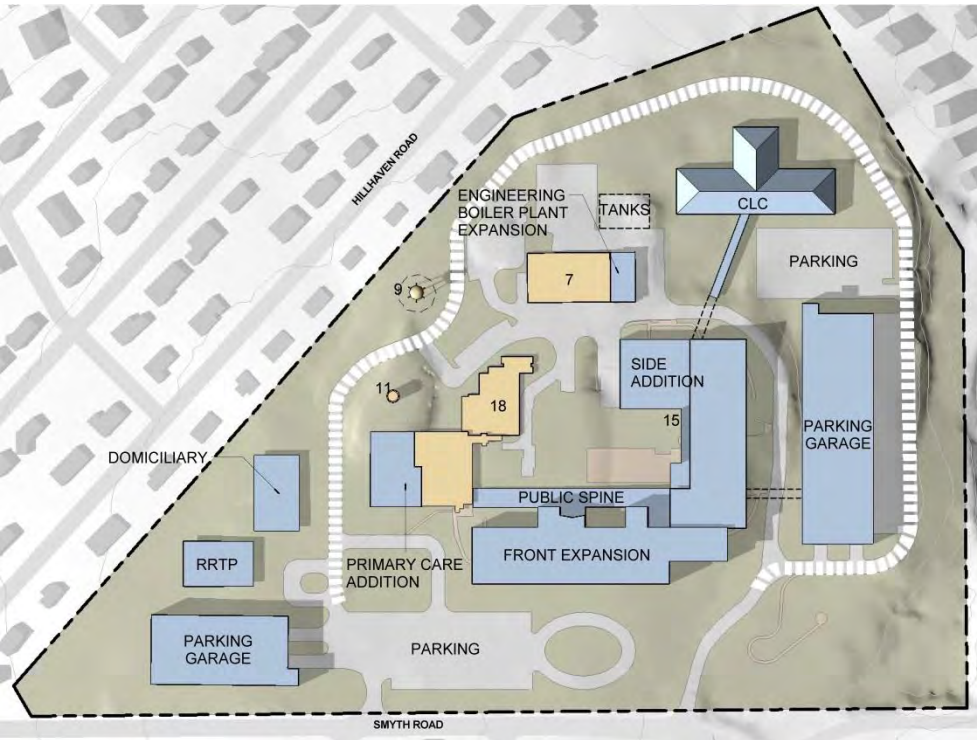 HILLHAVEN ROAD
ENGINEERING
BOILER PLANT
EXPANSION
TANKS
CLC
PARKING
7
9
SIDE
ADDITION
11
18
15
PARKING
GARAGE
DOMICILIARY
PUBLIC SPINE
FRONT EXPANSION
RRTP
PRIMARY CARE
ADDITION
PARKING
GARAGE
PARKING
SMYTH ROAD